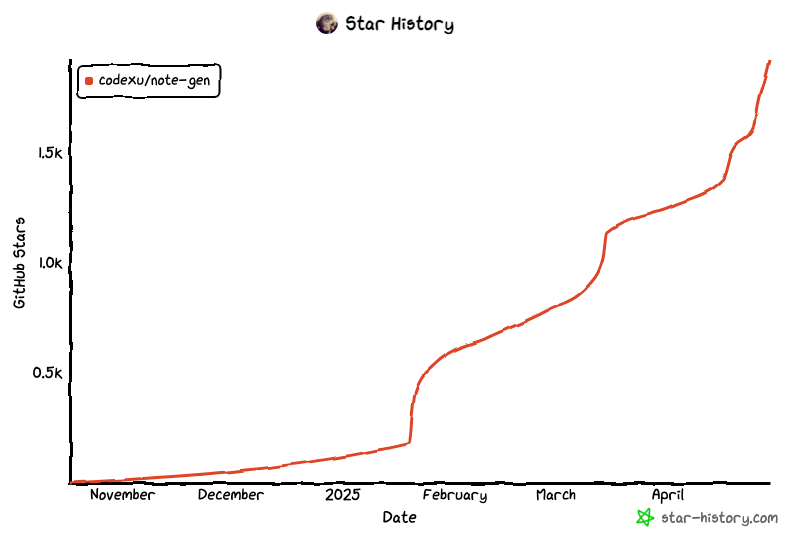 Star History
codexu/note-gen
1.5k
1.0k
0.5k
GitHub Stars
November December 2025 February March April
Date
star-history.com